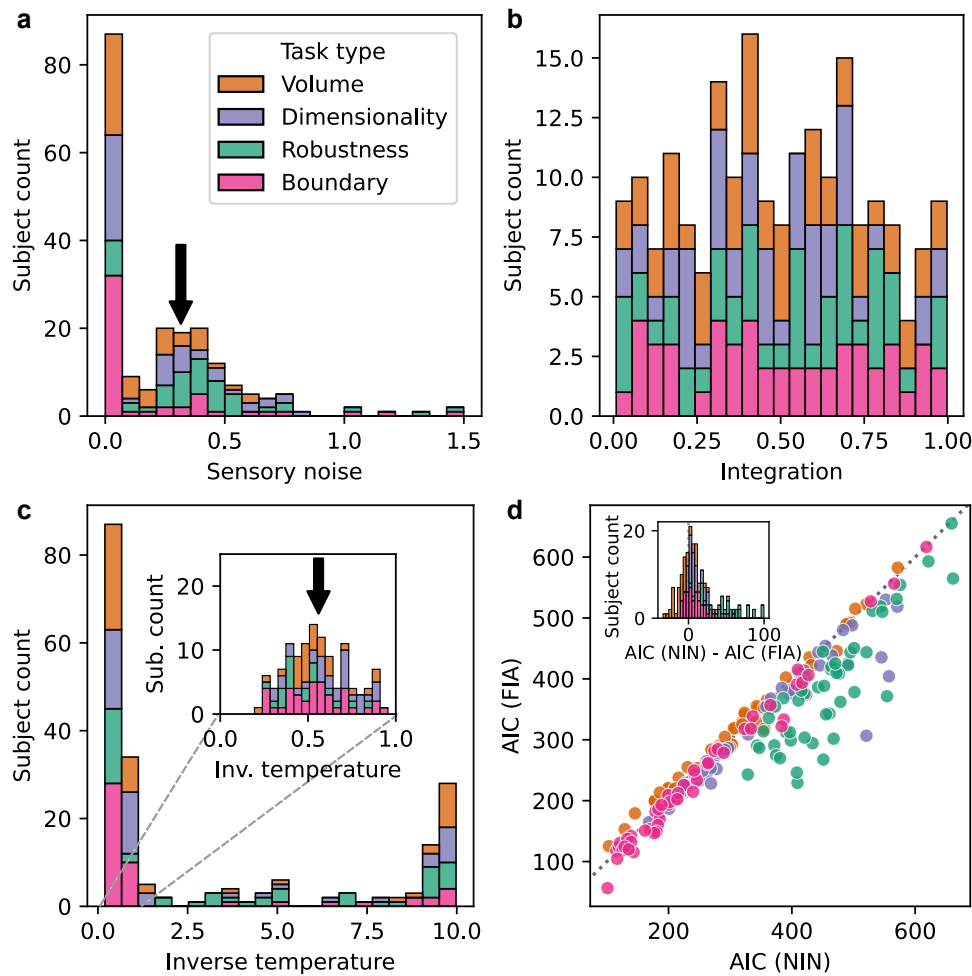 a
Subject count
80
60
40
20
0
Task type
Volume
Dimensionality
Robustness
Boundary
0.0 0.5 1.0 1.5
Sensory noise
b
Subject count
15.0
12.5
10.0
7.5
5.0
2.5
0.0
0.00 0.25 0.50 0.75 1.00
Integration
c
Subject count
80
60
40
20
0
Sub. count
20
10
0
0.0 0.5 1.0
Inv. temperature
0.0 2.5 5.0 7.5 10.0
Inverse temperature
d
AIC (FIA)
600
500
400
300
200
100
Subject count
20
0
0 100
AIC (NIN) - AIC (FIA)
200 400 600
AIC (NIN)